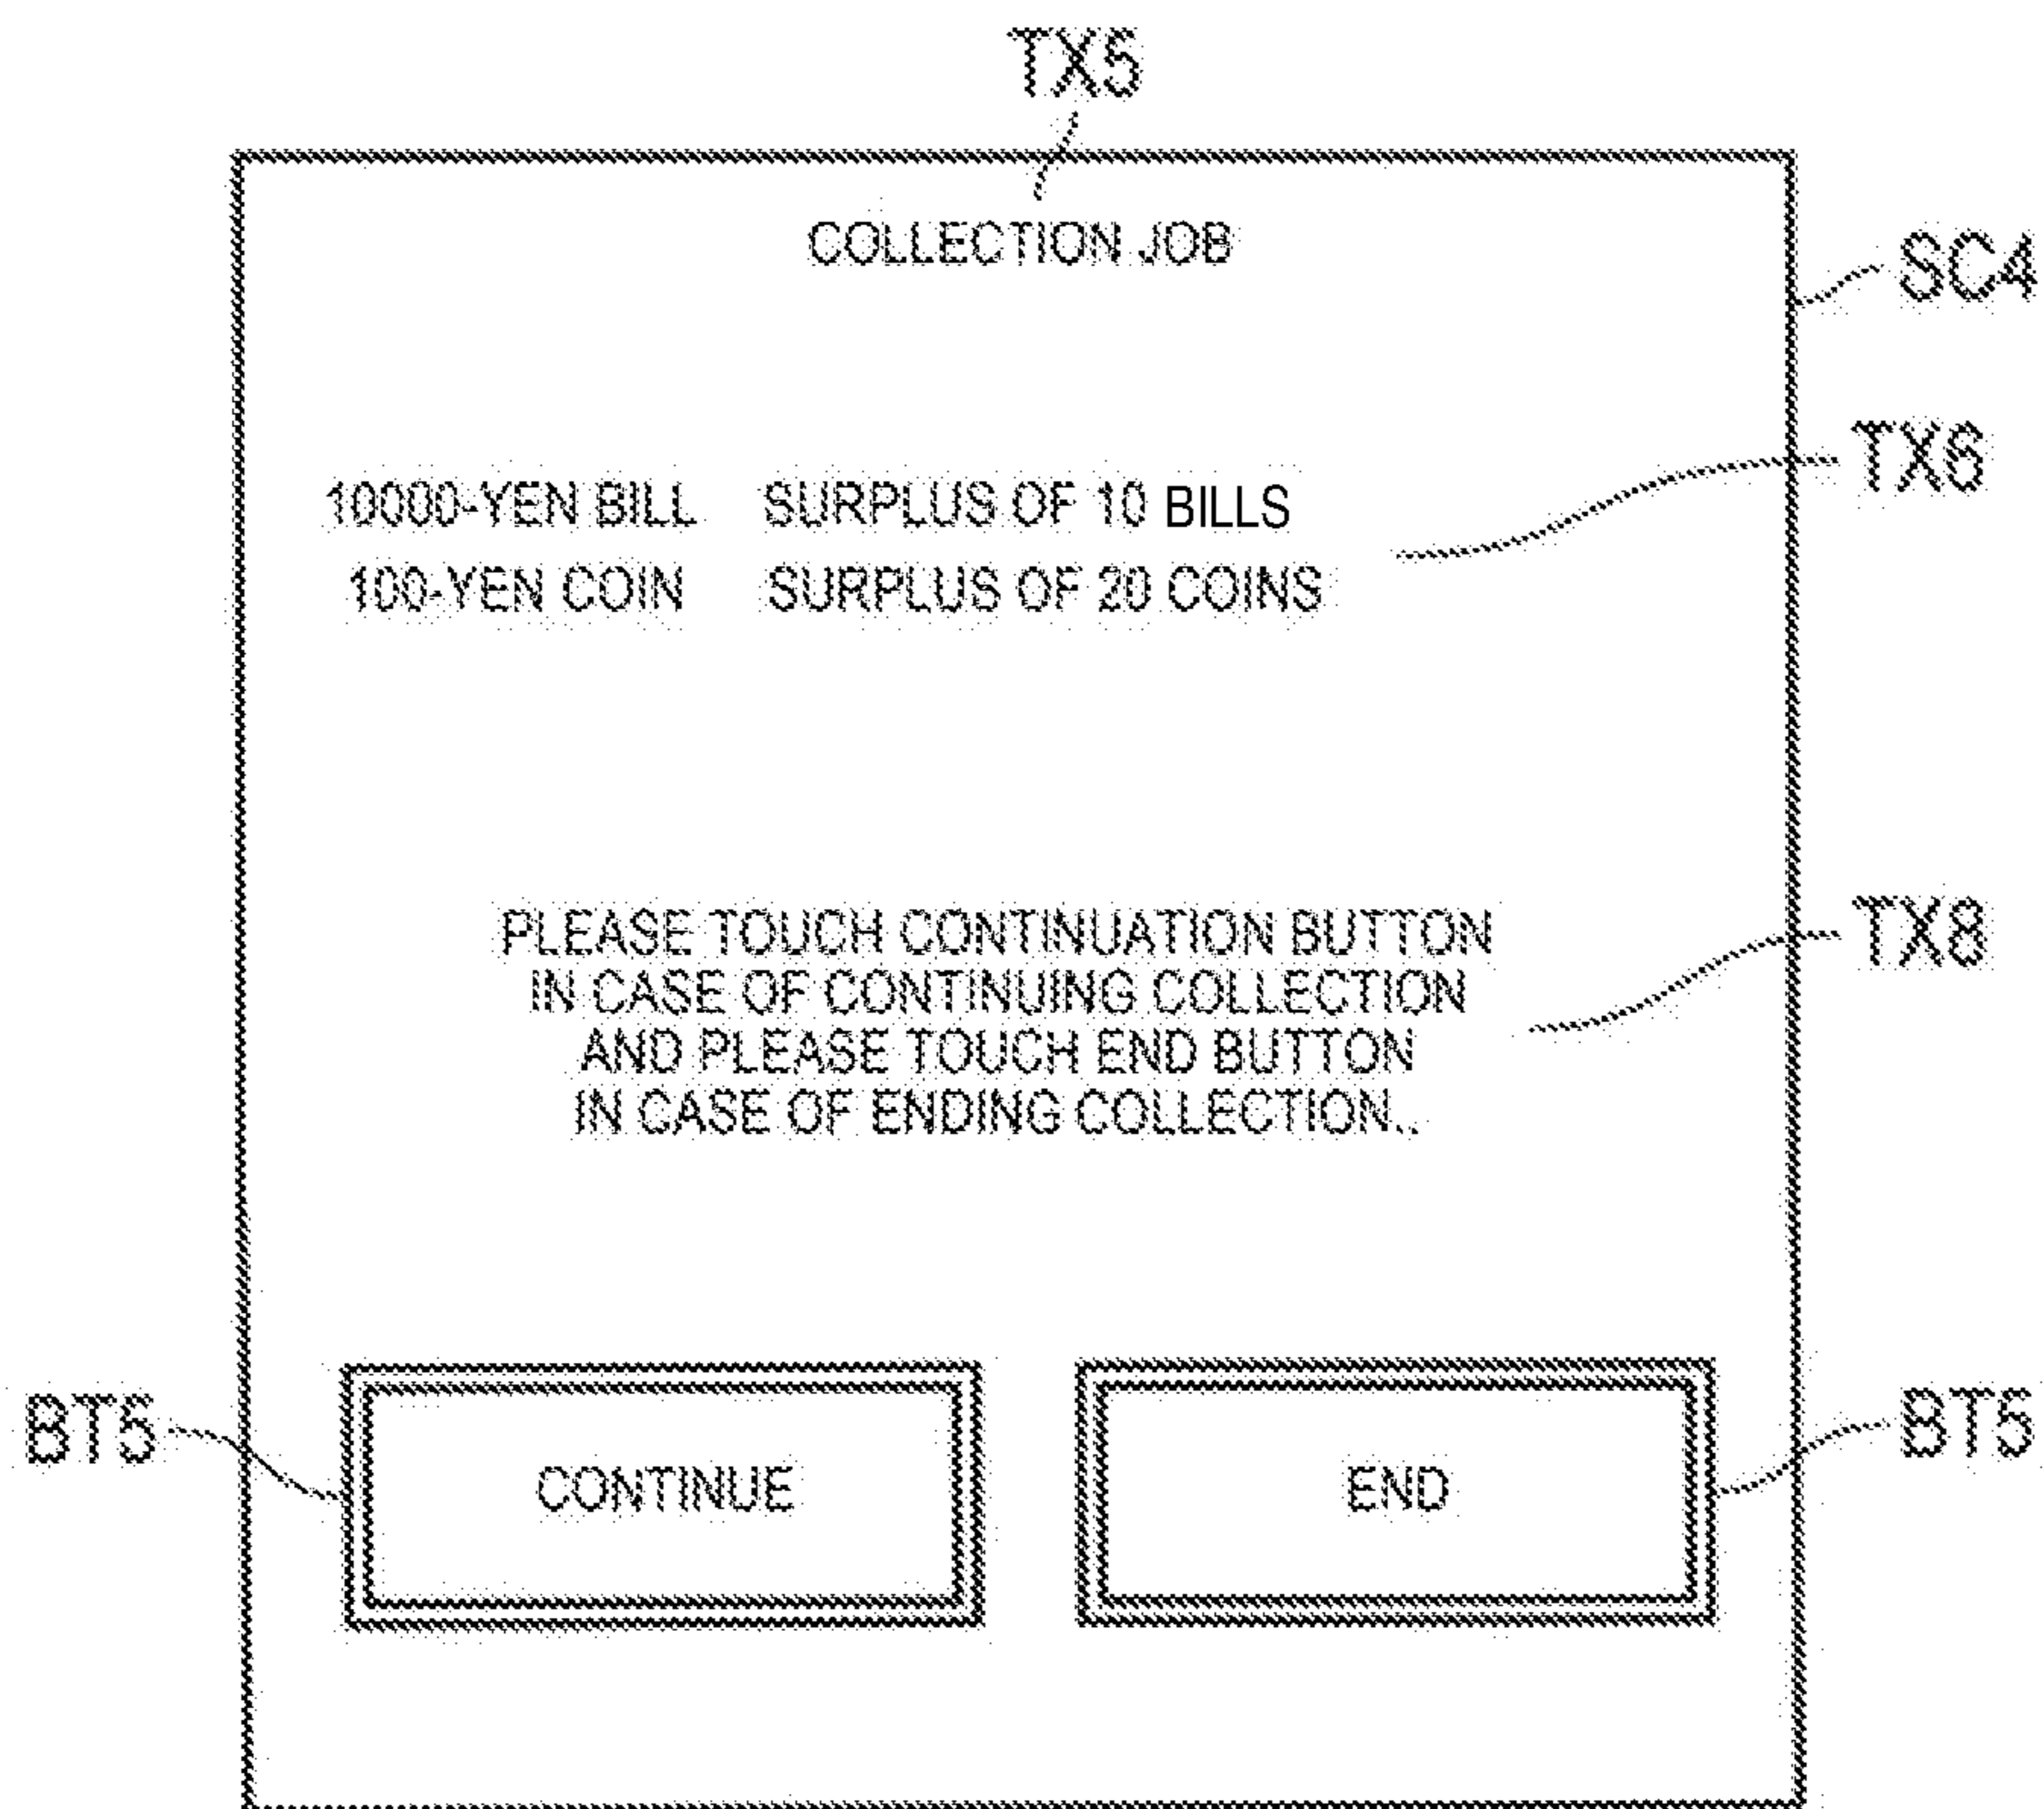 TX5
COLLECTION JOB
SC4
TX6
10000-YEN BILL SURPLUS OF 10 BILLS
100-YEN COIN SURPLUS OF 20 COINS
TX8
PLEASE TOUCH CONTINUATION BUTTON
IN CASE OF CONTINUING COLLECTION
AND PLEASE TOUCH END BUTTON
IN CASE OF ENDING COLLECTION..
BT5
BT5
CONTINUE
END